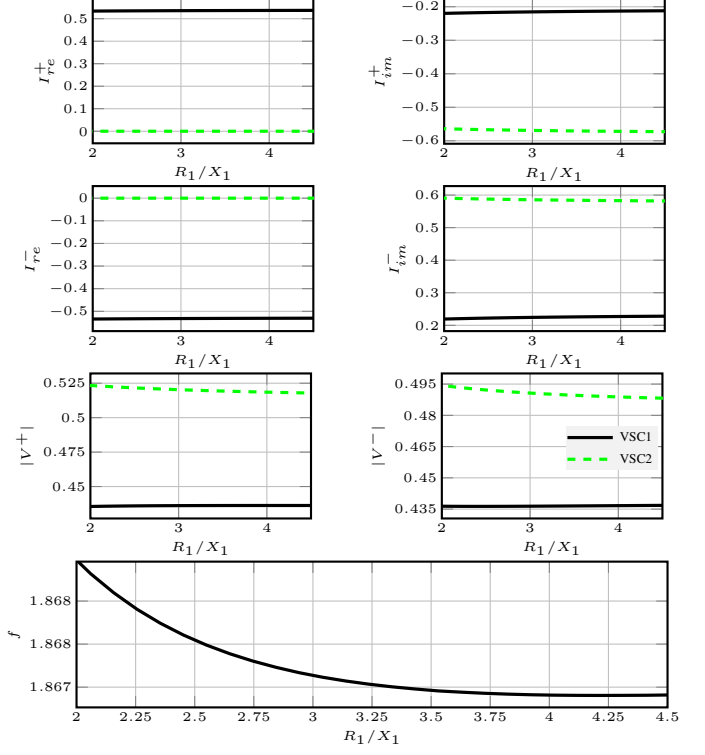 0.5
0.4
0.3
0.2
0.1
0
2 3 4
R₁/X₁
I⁺re
−0.2
−0.3
−0.4
−0.5
−0.6
2 3 4
R₁/X₁
I⁺im
0
−0.1
−0.2
−0.3
−0.4
−0.5
2 3 4
R₁/X₁
I⁻re
0.6
0.5
0.4
0.3
0.2
2 3 4
R₁/X₁
I⁻im
0.525
0.5
0.475
0.45
2 3 4
R₁/X₁
|V⁺|
0.495
0.48
0.465
0.45
0.435
2 3 4
R₁/X₁
|V⁻|
VSC1
VSC2
1.868
1.868
1.867
2 2.25 2.5 2.75 3 3.25 3.5 3.75 4 4.25 4.5
R₁/X₁
f